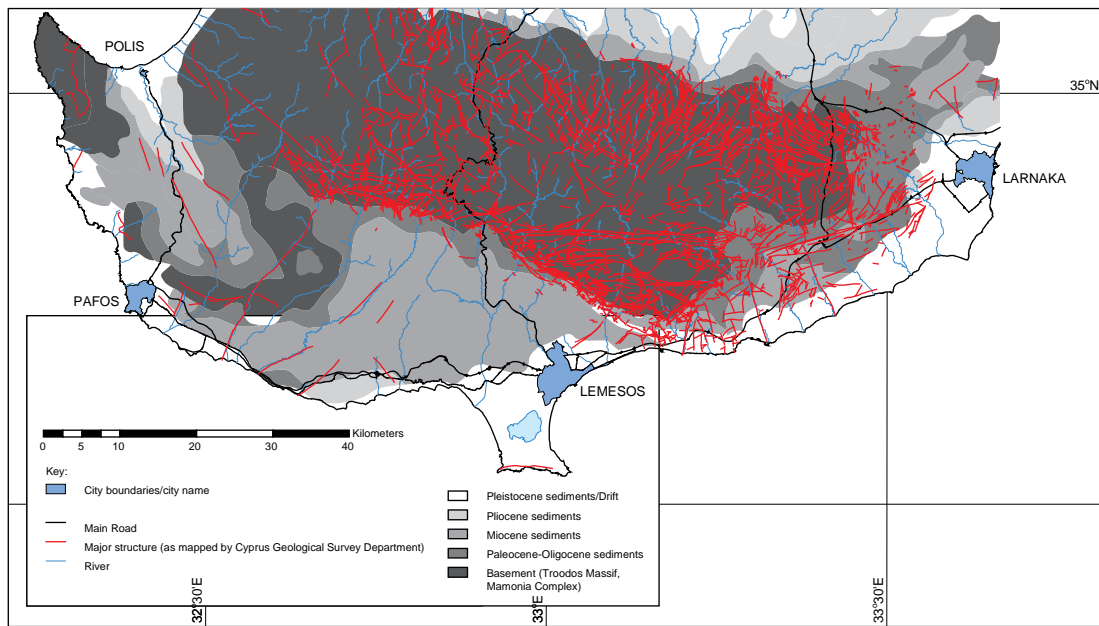 POLIS
35°N
LARNAKA
PAFOS
LEMESOS
Kilometers
0 5 10 20 30 40
Key:
City boundaries/city name
Main Road
Major structure (as mapped by Cyprus Geological Survey Department)
River
Pleistocene sediments/Drift
Pliocene sediments
Miocene sediments
Paleocene-Oligocene sediments
Basement (Troodos Massif,
Mamonia Complex)
32°30'E
33°E
33°30'E